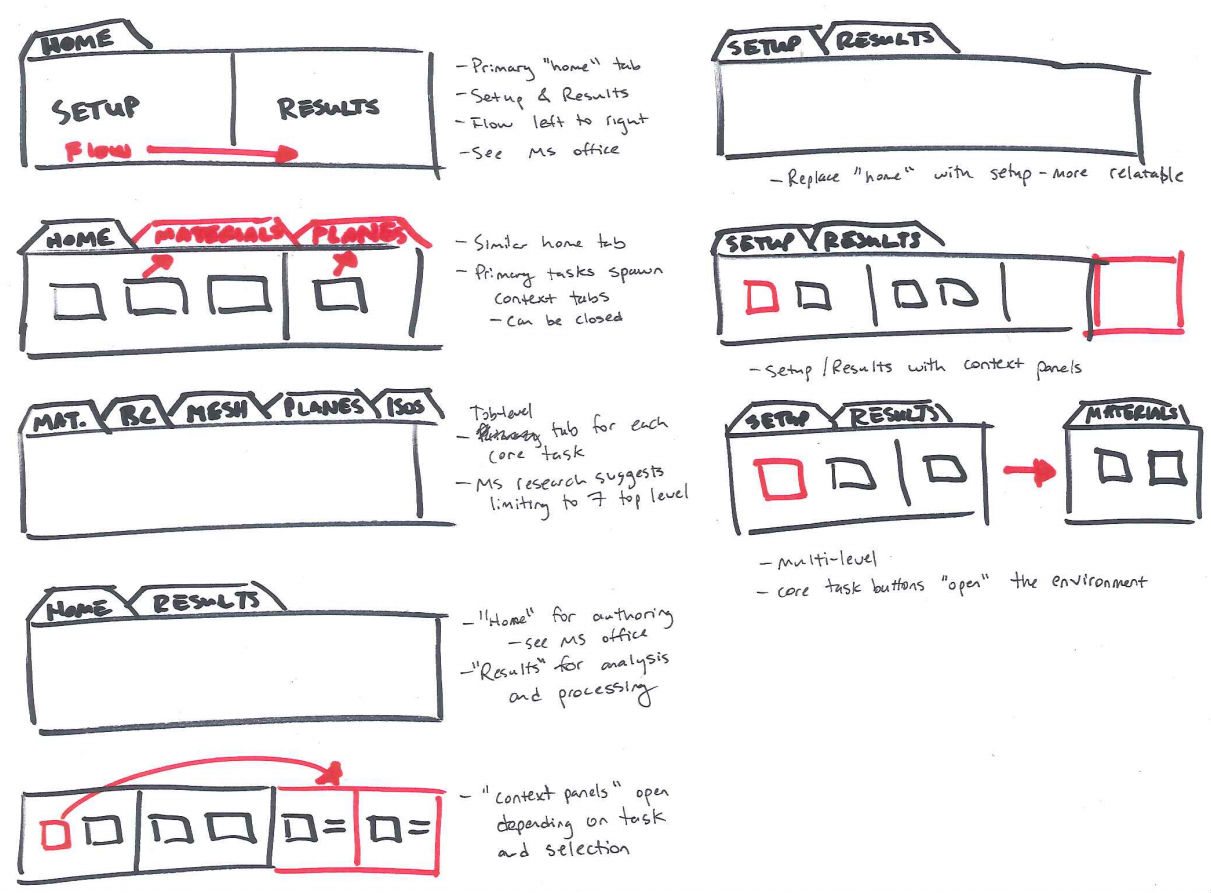 HOME
SETUP
RESULTS
FLOW
- Primary "home" tab
- Setup & Results
- Flow left to right
- See MS office
HOME
MATERIALS
PLANES
- Similar home tab
- Primary tasks spawn
context tabs
- Can be closed
MAT.
BC
MESH
PLANES
ISOS
Top-level
- tab for each
core task
- MS research suggests
limiting to 7 top level
HOME
RESULTS
- "Home" for authoring
- see MS office
- "Results" for analysis
and processing
- "context panels" open
depending on task
and selection
SETUP
RESULTS
- Replace "home" with setup - more relatable
SETUP
RESULTS
- Setup/Results with context panels
SETUP
RESULTS
MATERIALS
- multi-level
- core task buttons "open" the environment